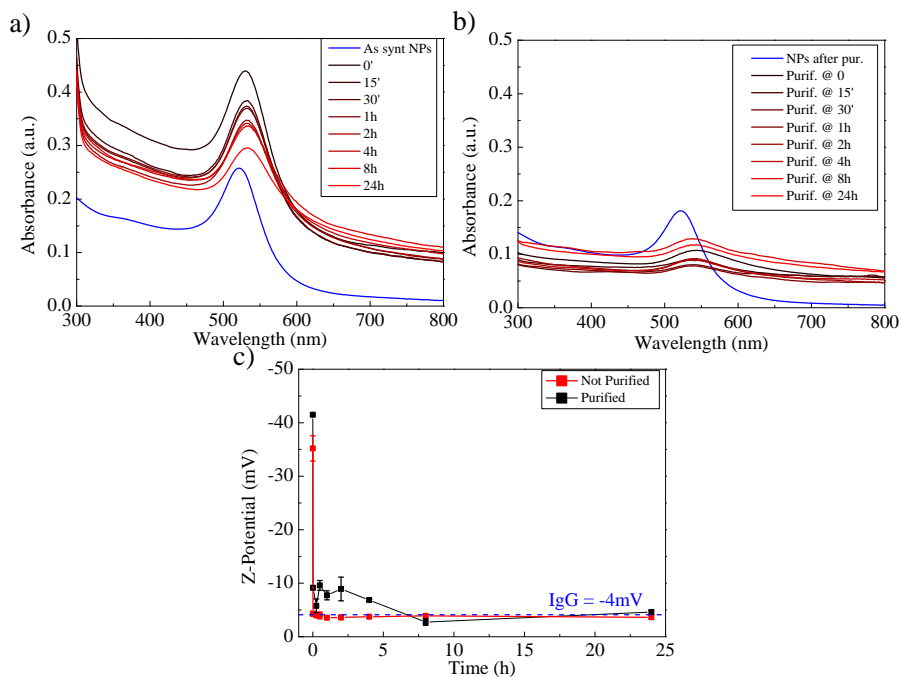 a)
0.5
0.4
0.3
0.2
0.1
0.0
Absorbance (a.u.)
300
400
500
600
700
800
Wavelength (nm)
As synt NPs
0'
15'
30'
1h
2h
4h
8h
24h
b)
0.5
0.4
0.3
0.2
0.1
0.0
Absorbance (a.u.)
300
400
500
600
700
800
Wavelength (nm)
NPs after pur.
Purif. @ 0
Purif. @ 15'
Purif. @ 30'
Purif. @ 1h
Purif. @ 2h
Purif. @ 4h
Purif. @ 8h
Purif. @ 24h
c)
-50
-40
-30
-20
-10
0
Z-Potential (mV)
0
5
10
15
20
25
Time (h)
Not Purified
Purified
IgG = -4mV